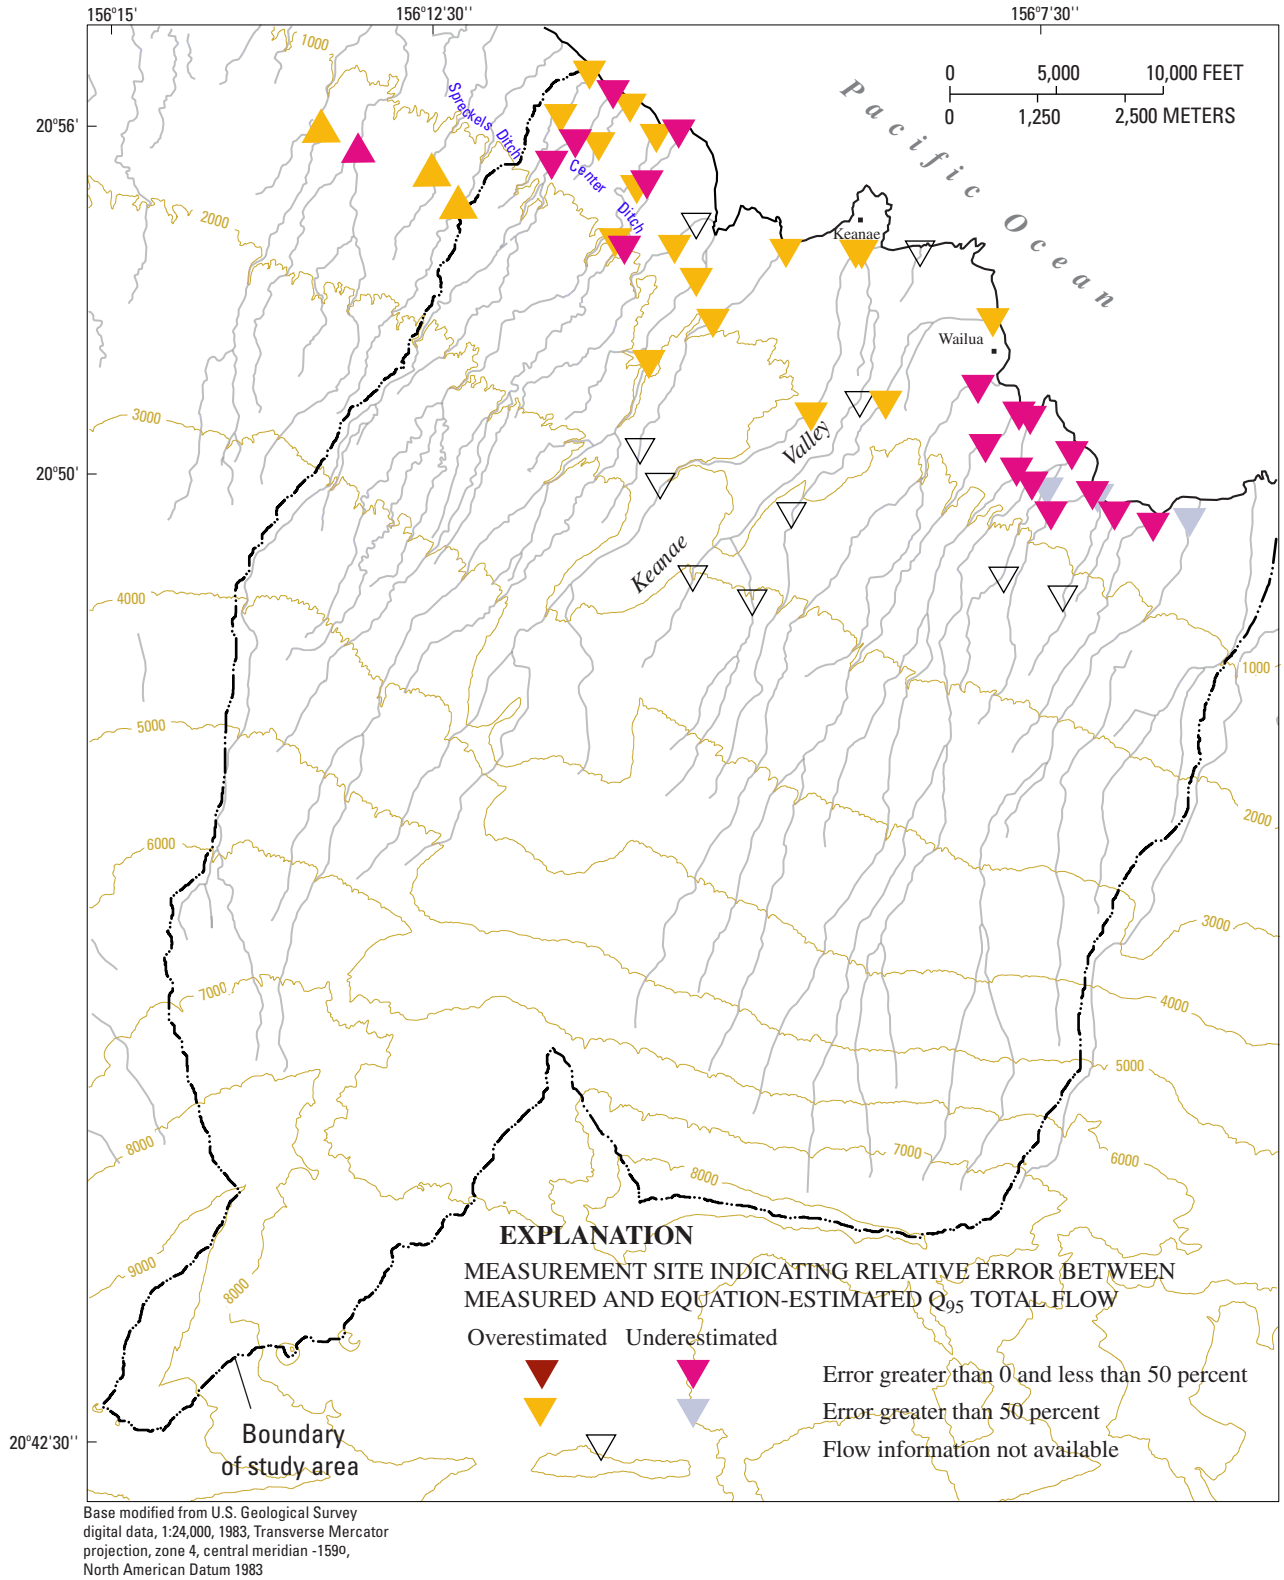 156°15'
156°12'30''
156°7'30''
1000
0 5,000 10,000 FEET
0 1,250 2,500 METERS
Pacific Ocean
Spreckels Ditch
20°56'
Center Ditch
2000
Keanae
Wailua
3000
Valley
20°50'
Keanae
4000
1000
5000
2000
6000
3000
7000
4000
5000
8000
7000
6000
8000
9000
8000
EXPLANATION
MEASUREMENT SITE INDICATING RELATIVE ERROR BETWEEN
MEASURED AND EQUATION-ESTIMATED Q95 TOTAL FLOW
Overestimated Underestimated
Error greater than 0 and less than 50 percent
Error greater than 50 percent
Flow information not available
Boundary
of study area
20°42'30''
Base modified from U.S. Geological Survey
digital data, 1:24,000, 1983, Transverse Mercator
projection, zone 4, central meridian -159º,
North American Datum 1983